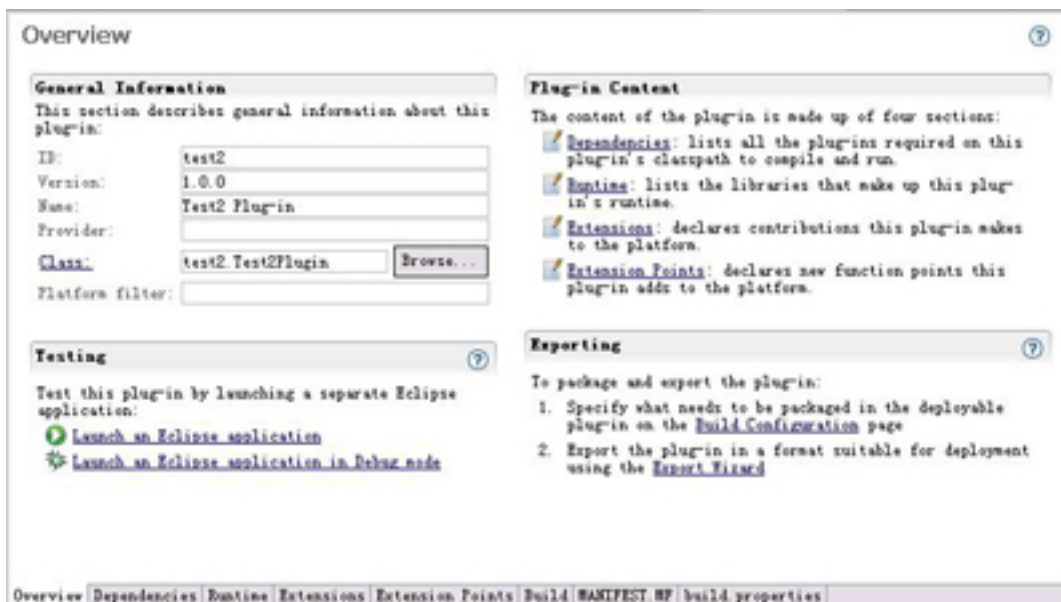 Overview
General Information
This section describes general information about this
plug-in:
ID:
test2
Version:
1.0.0
Name:
Test2 Plug-in
Provider:
Class:
test2.Test2Plugin
Browse...
Platform filter:
Testing
Test this plug-in by launching a separate Eclipse
application:
Launch an Eclipse application
Launch an Eclipse application in Debug mode
Plug-in Content
The content of the plug-in is made up of four sections:
Dependencies: lists all the plug-ins required on this
plug-in's classpath to compile and run.
Runtime: lists the libraries that make up this plug-
in's runtime.
Extensions: declares contributions this plug-in makes
to the platform.
Extension Points: declares new function points this
plug-in adds to the platform.
Exporting
To package and export the plug-in:
1. Specify what needs to be packaged in the deployable
plug-in on the Build Configuration page
2. Export the plug-in in a format suitable for deployment
using the Export Wizard
Overview Dependencies Runtime Extensions Extension Points Build MANIFEST.MF build.properties